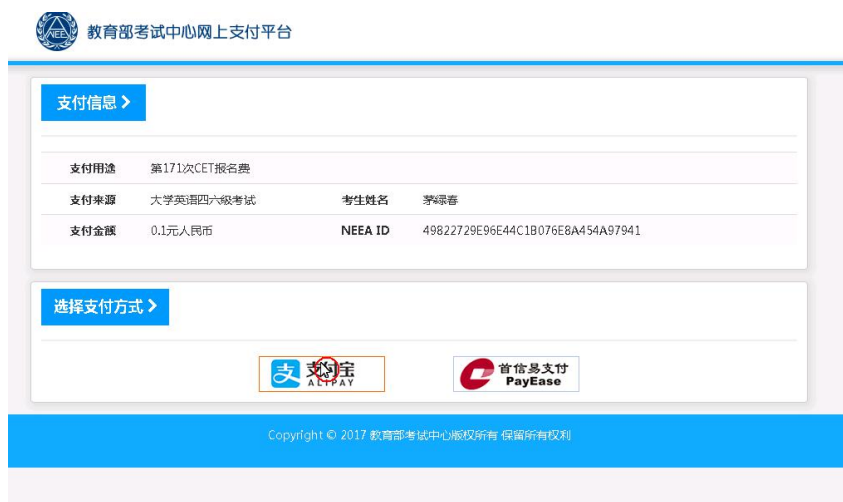 NEEA 教育部考试中心网上支付平台
支付信息
支付用途 第171次CET报名费
支付来源 大学英语四六级考试 考生姓名 茅绿春
支付金额 0.1元人民币 NEEA ID 49822729E96E44C1B076E8A454A97941
选择支付方式
支 支付宝 首信易支付
ALIPAY PayEase
Copyright © 2017 教育部考试中心版权所有 保留所有权利